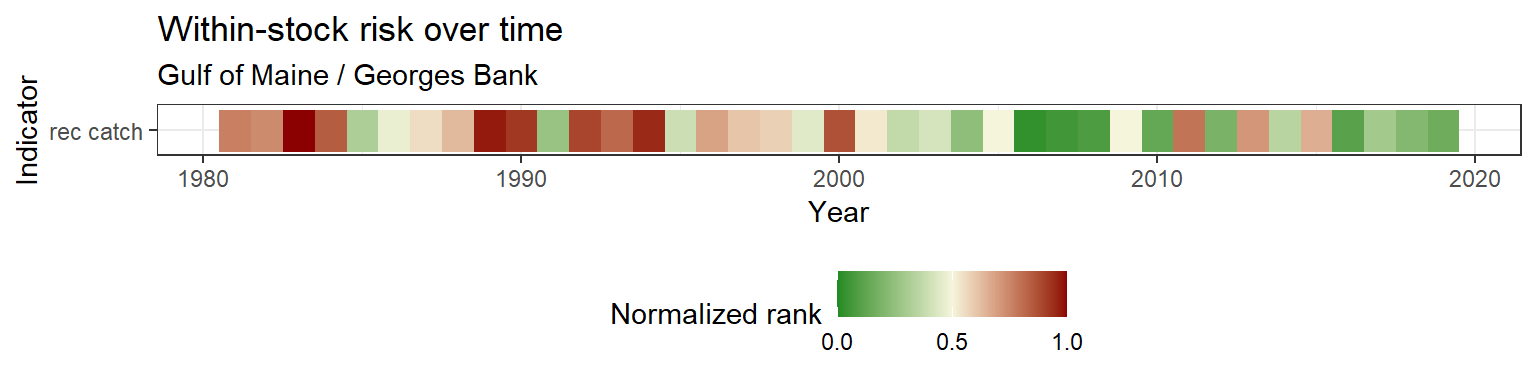 Within-stock risk over time
Gulf of Maine / Georges Bank
Indicator
rec catch
1980 1990 2000 2010 2020
Year
Normalized rank
0.0 0.5 1.0